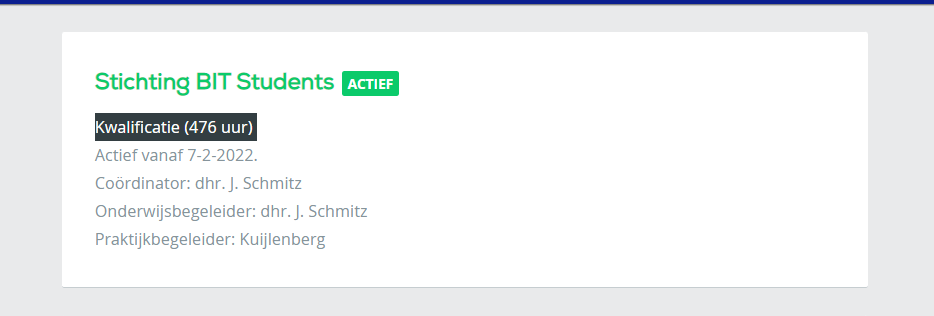 Stichting BIT Students ACTIEF
Kwalificatie (476 uur)
Actief vanaf 7-2-2022.
Coördinator: dhr. J. Schmitz
Onderwijsbegeleider: dhr. J. Schmitz
Praktijkbegeleider: Kuijlenberg